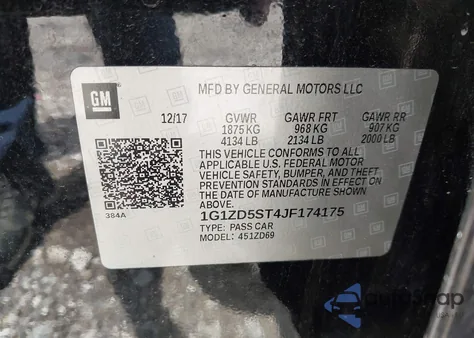 GM
MFD BY GENERAL MOTORS LLC
12/17 GVWR GAWR FRT GAWR RR
1875 KG 968 KG 907 KG
4134 LB 2134 LB 2000 LB
THIS VEHICLE CONFORMS TO ALL
APPLICABLE U.S. FEDERAL MOTOR
VEHICLE SAFETY, BUMPER, AND THEFT
PREVENTION STANDARDS IN EFFECT ON
THE DATE OF MANUFACTURE SHOWN
ABOVE.
384A
1G1ZD5ST4JF174175
TYPE: PASS CAR
MODEL: 451ZD69